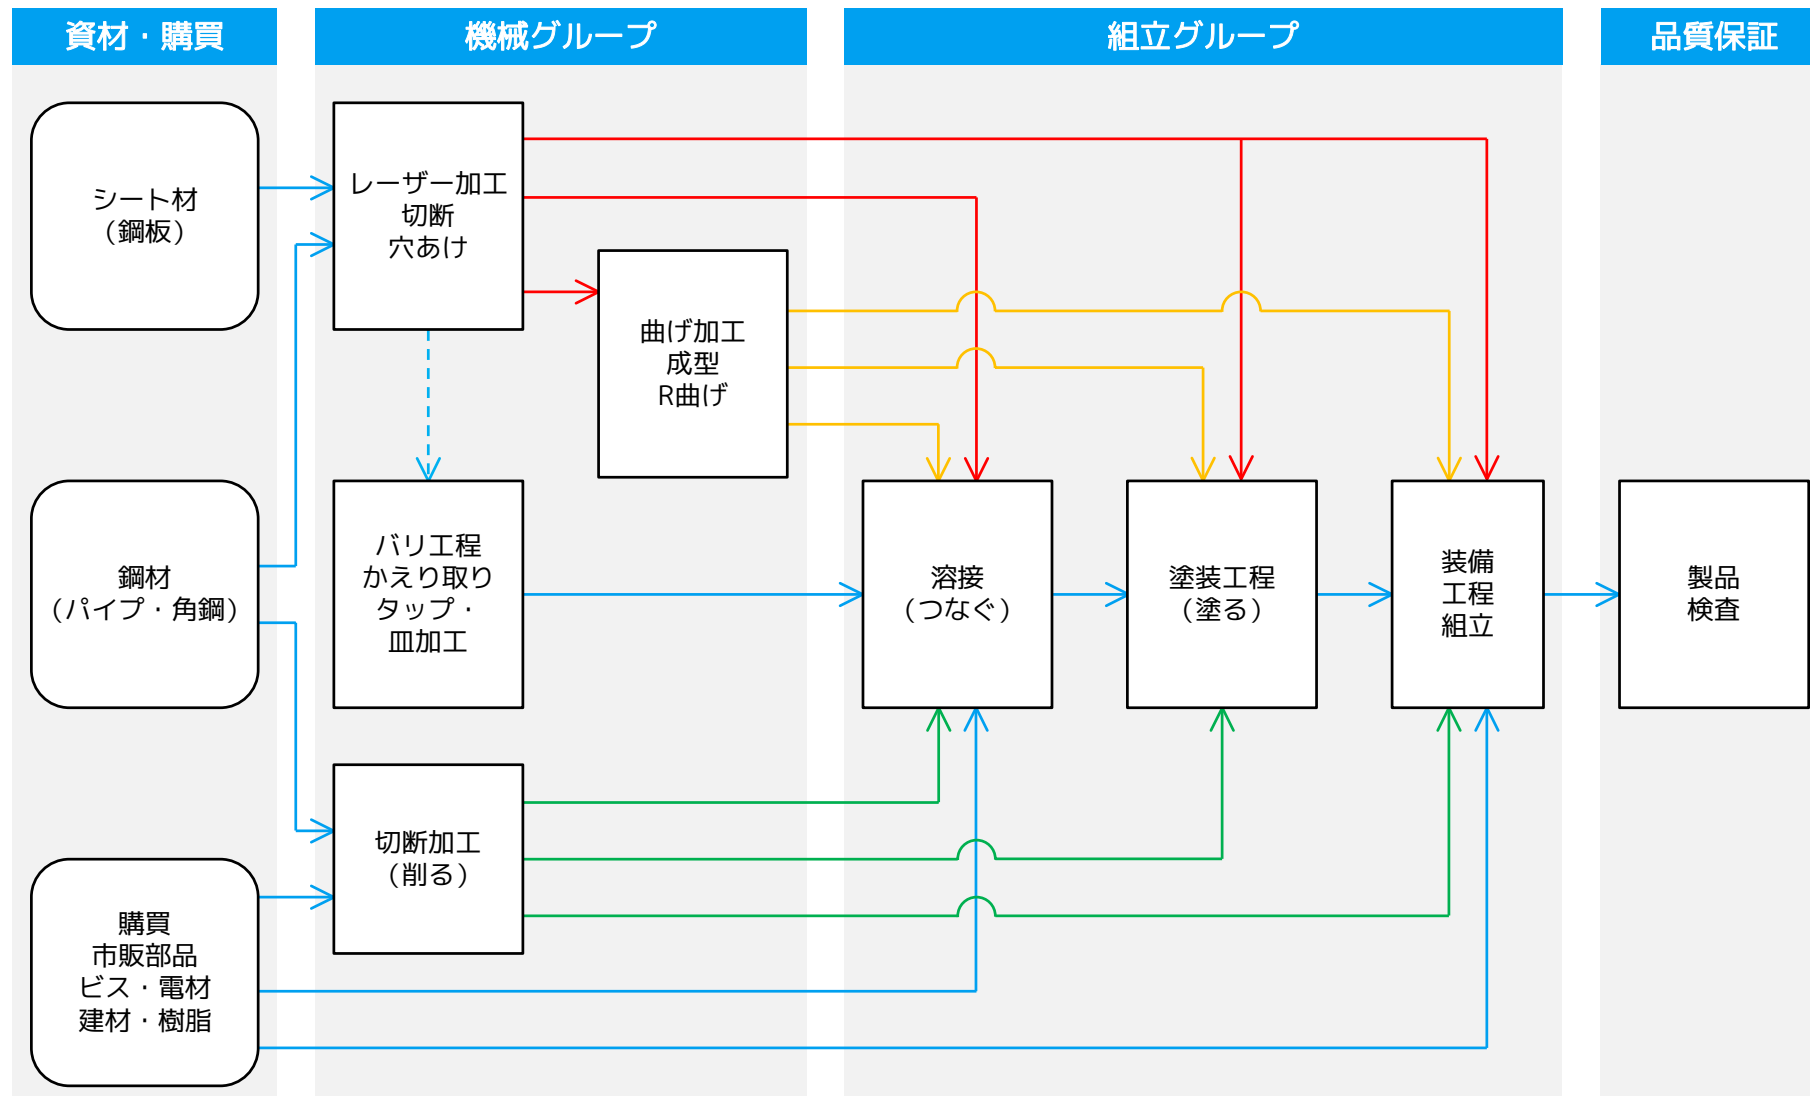 資材・購買
機械グループ
組立グループ
品質保証
シート材
（鋼板）
鋼材
（パイプ・角鋼）
購買
市販部品
ビス・電材
建材・樹脂
レーザー加工
切断
穴あけ
曲げ加工
成型
R曲げ
バリ工程
かえり取り
タップ・
皿加工
切断加工
（削る）
溶接
（つなぐ）
塗装工程
（塗る）
装備
工程
組立
製品
検査